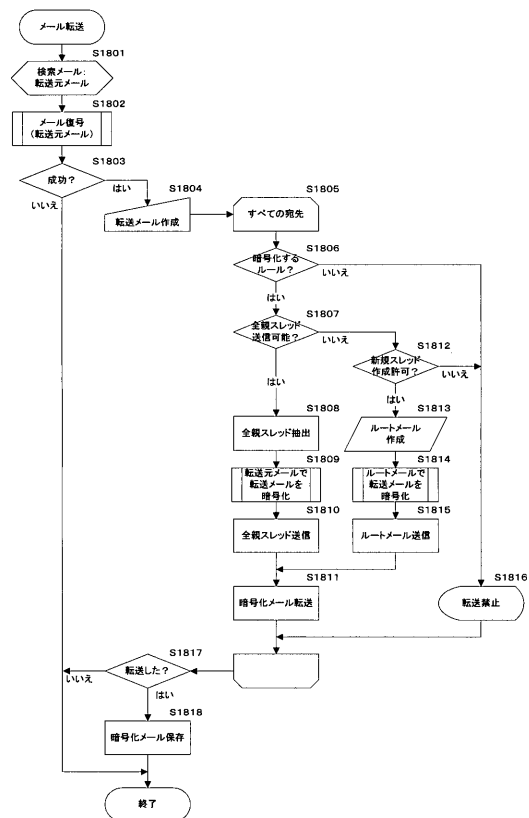 メール転送
S1801
検索メール:
転送元メール
S1802
メール復号
(転送元メール)
S1803
成功?
はい
いいえ
S1804
転送メール作成
S1805
すべての宛先
S1806
暗号化する
ルール?
いいえ
はい
S1807
全親スレッド
送信可能?
いいえ
はい
S1812
新規スレッド
作成許可?
いいえ
はい
S1808
全親スレッド抽出
S1813
ルートメール
作成
S1809
転送元メールで
転送メールを
暗号化
S1814
ルートメールで
転送メールを
暗号化
S1810
全親スレッド送信
S1815
ルートメール送信
S1811
暗号化メール転送
S1816
転送禁止
S1817
転送した?
いいえ
はい
S1818
暗号化メール保存
終了